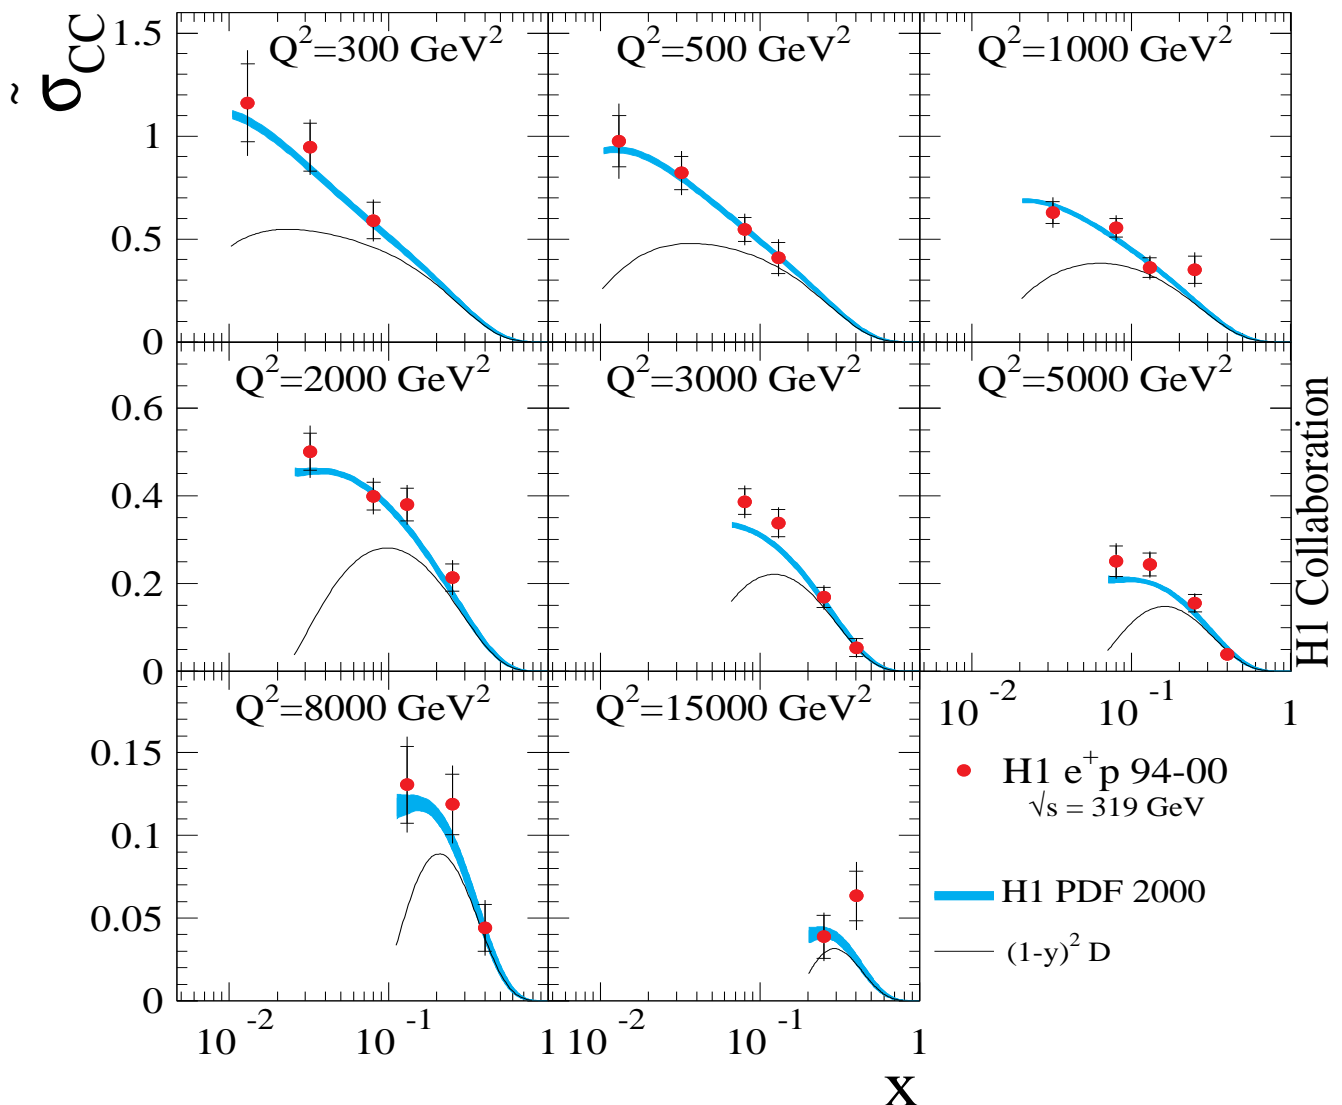 σ̃CC
Q²=300 GeV²
Q²=500 GeV²
Q²=1000 GeV²
1.5
1
0.5
0
Q²=2000 GeV²
Q²=3000 GeV²
Q²=5000 GeV²
0.6
0.4
0.2
0
H1 Collaboration
Q²=8000 GeV²
Q²=15000 GeV²
10⁻² 10⁻¹ 1
0.15
0.1
0.05
0
H1 e⁺p 94-00
√s = 319 GeV
H1 PDF 2000
(1-y)² D
10⁻² 10⁻¹ 1 10⁻² 10⁻¹ 1
x